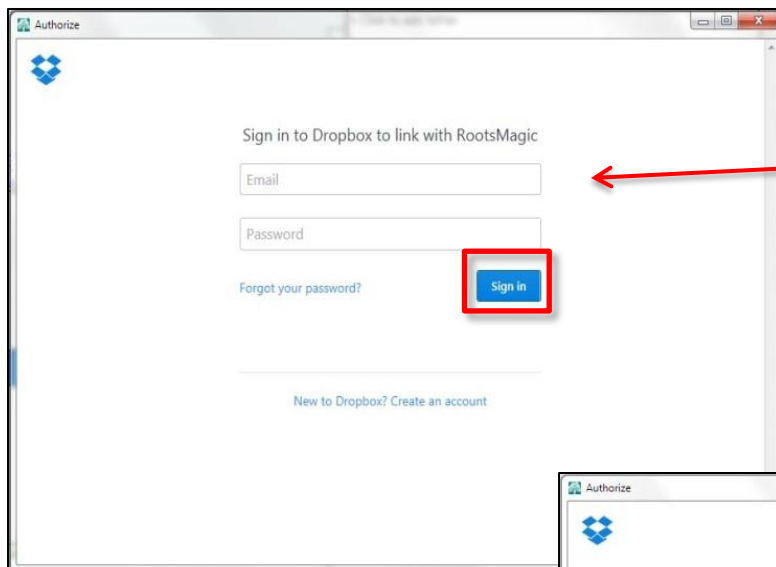 Authorize
Sign in to Dropbox to link with RootsMagic
Email
Password
Forgot your password?
Sign in
New to Dropbox? Create an account
Authorize